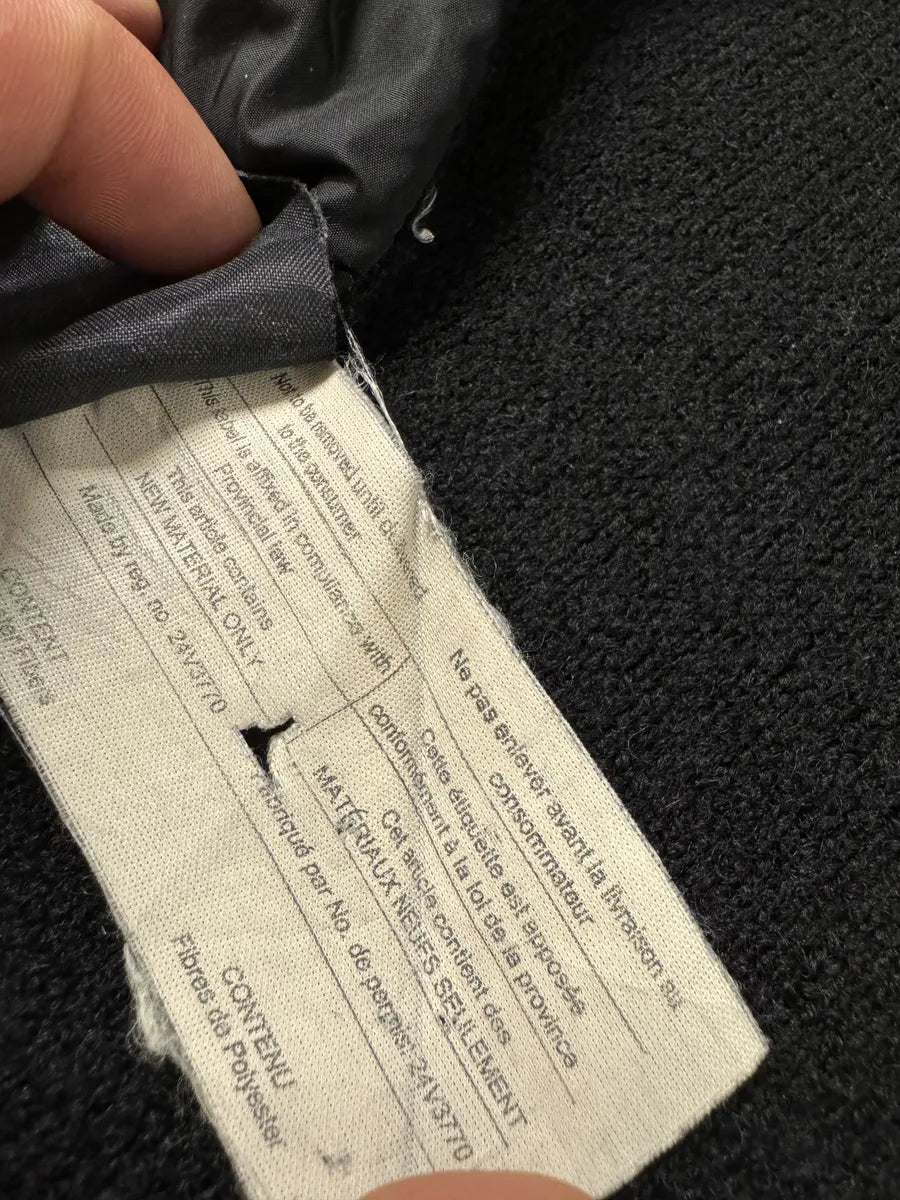 Not to be removed until
to the consumer
This label is affixed in compliance with
Provincial law
This article contains
NEW MATERIAL ONLY
Made by reg. no. 24V3770
CONTENT
Ne pas enlever avant la livraison au
consommateur
Cette étiquette est apposée
conformément à la loi de la province
Cet article contient des
MATÉRIAUX NEUFS SEULEMENT
par No. de permis: 24V3770
CONTENU
Fibres de Polyester